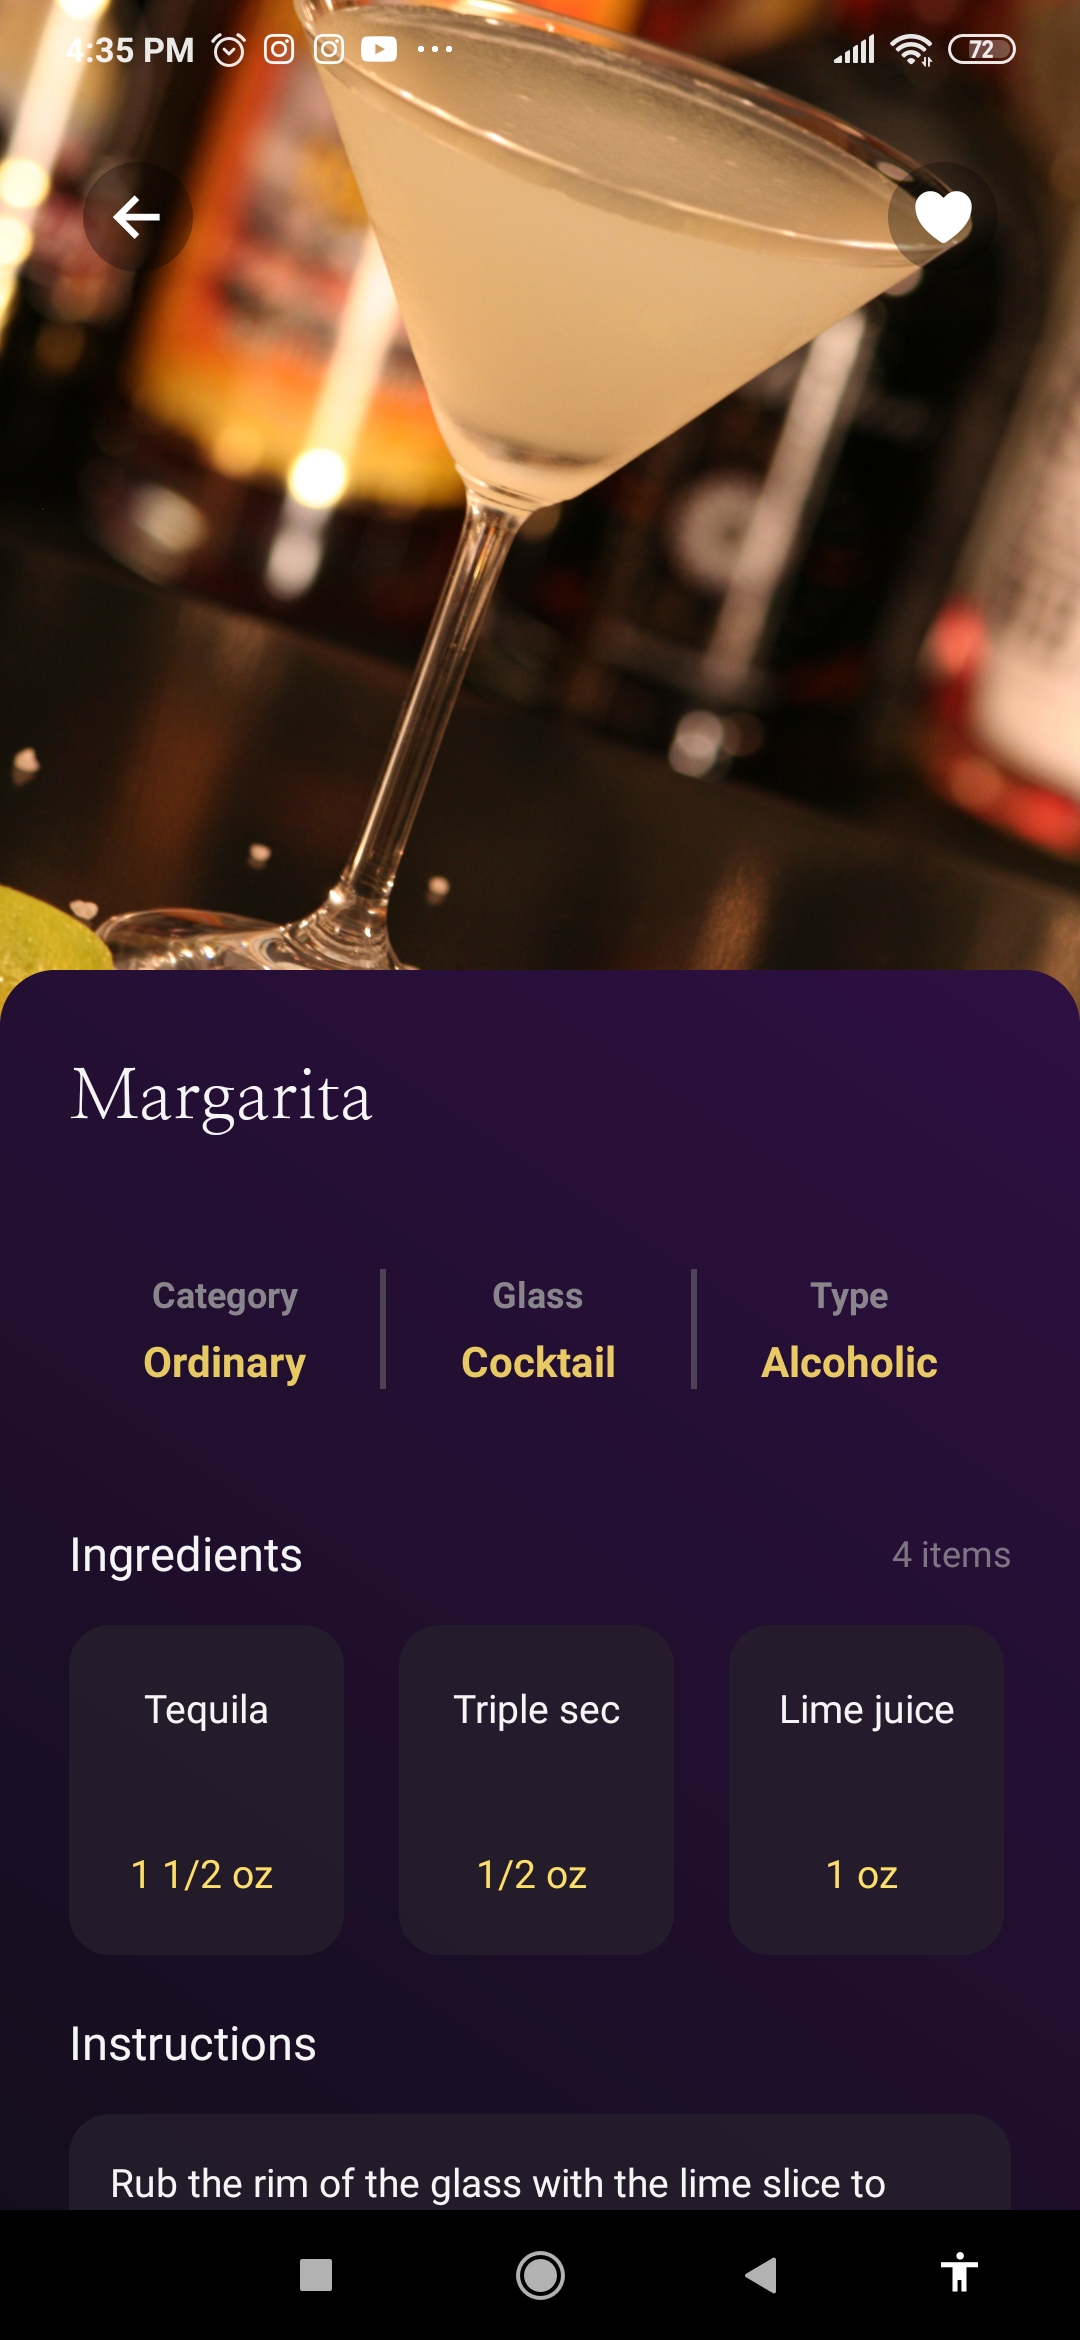 4:35 PM
72
Margarita
Category
Glass
Type
Ordinary
Cocktail
Alcoholic
Ingredients
4 items
Tequila
Triple sec
Lime juice
1 1/2 oz
1/2 oz
1 oz
Instructions
Rub the rim of the glass with the lime slice to